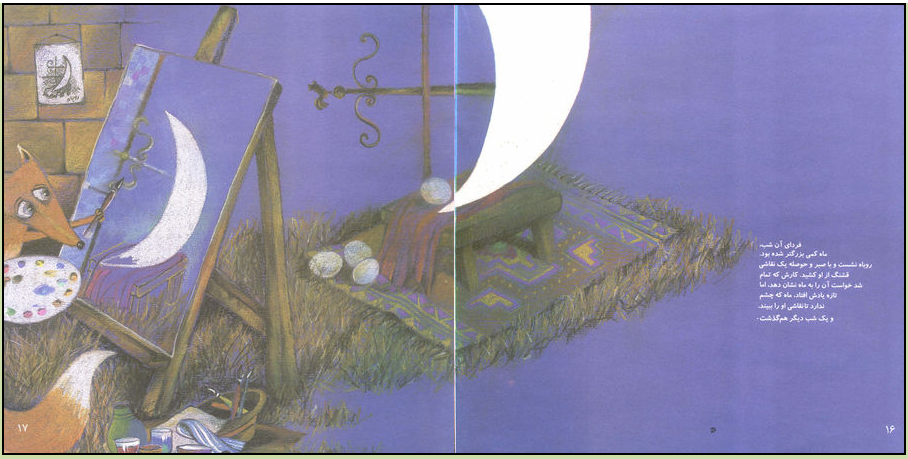 فردای آن شب،
ماه کمی بزرگتر شده بود.
روباه نشست و با صبر و حوصله یک نقاشی
قشنگ از او کشید. کارش که تمام
شد خواست آن را به ماه نشان دهد، اما
تازه یادش افتاد، ماه که چشم
ندارد تا نقاشی او را ببیند.
و یک شب دیگر هم گذشت.
۱۶
۱۷